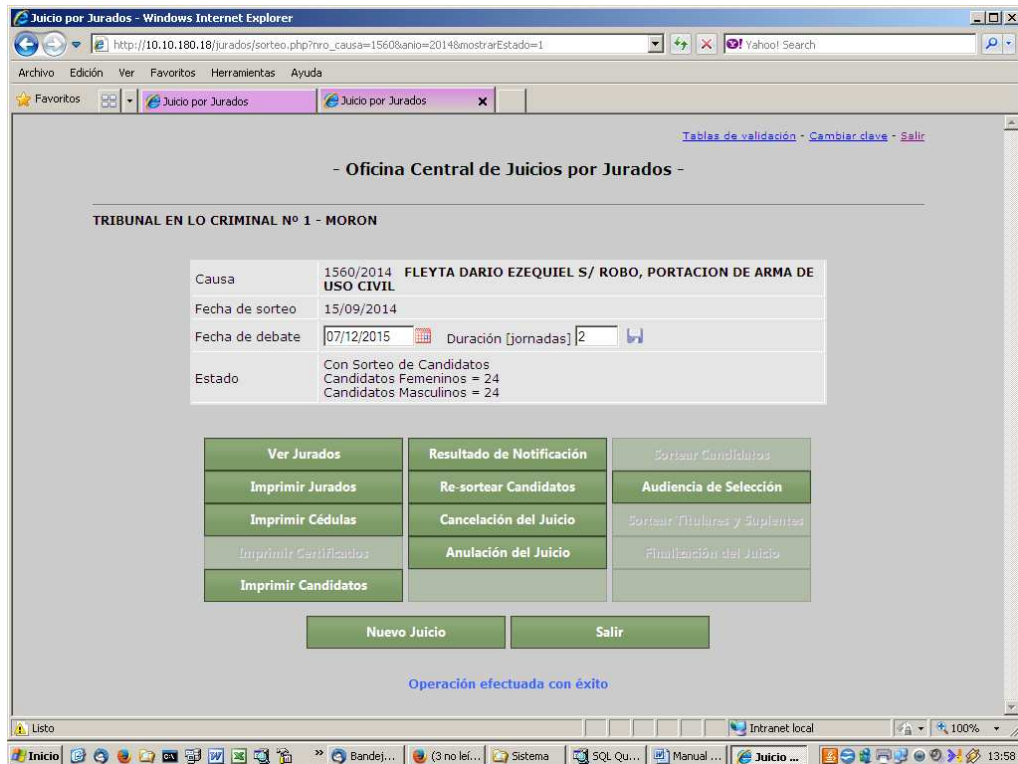 Juicio por Jurados - Windows Internet Explorer
http://10.10.180.18/jurados/sorteo.php?nro_causa=1560&anio=2014&mostrarEstado=1
Yahoo! Search
Archivo Edición Ver Favoritos Herramientas Ayuda
Favoritos Juicio por Jurados Juicio por Jurados
Tablas de validación - Cambiar clave - Salir
- Oficina Central de Juicios por Jurados -
TRIBUNAL EN LO CRIMINAL Nº 1 - MORON
Causa 1560/2014 FLEYTA DARIO EZEQUIEL S/ ROBO, PORTACION DE ARMA DE
USO CIVIL
Fecha de sorteo 15/09/2014
Fecha de debate 07/12/2015 Duración [jornadas] 2
Estado Con Sorteo de Candidatos
Candidatos Femeninos = 24
Candidatos Masculinos = 24
Ver Jurados Resultado de Notificación Sortear Candidatos
Imprimir Jurados Re-sortear Candidatos Audiencia de Selección
Imprimir Cédulas Cancelación del Juicio Sortear Titulares y Suplentes
Imprimir Certificados Anulación del Juicio Finalización del Juicio
Imprimir Candidatos
Nuevo Juicio Salir
Operación efectuada con éxito
Listo Intranet local 100%
Inicio » Bandej... (3 no leí... Sistema SQL Qu... Manual ... Juicio ... 13:58